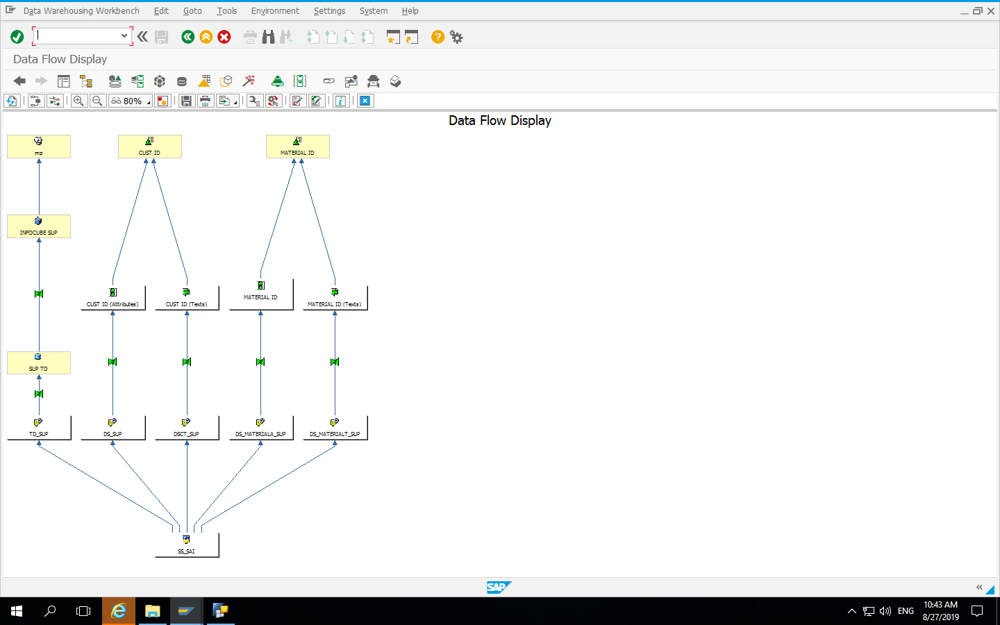 Data Warehousing Workbench Edit Goto Tools Environment Settings System Help
Data Flow Display
80%
Data Flow Display
mp CUST ID MATERIAL ID
INFOCUBE SUP
CUST ID (Attributes) CUST ID (Texts) MATERIAL ID MATERIAL ID (Texts)
SUP TD
TD_SUP DS_SUP DSCT_SUP DS_MATERIALA_SUP DS_MATERIALT_SUP
SS_SAI
SAP
ENG
10:43 AM
8/27/2019